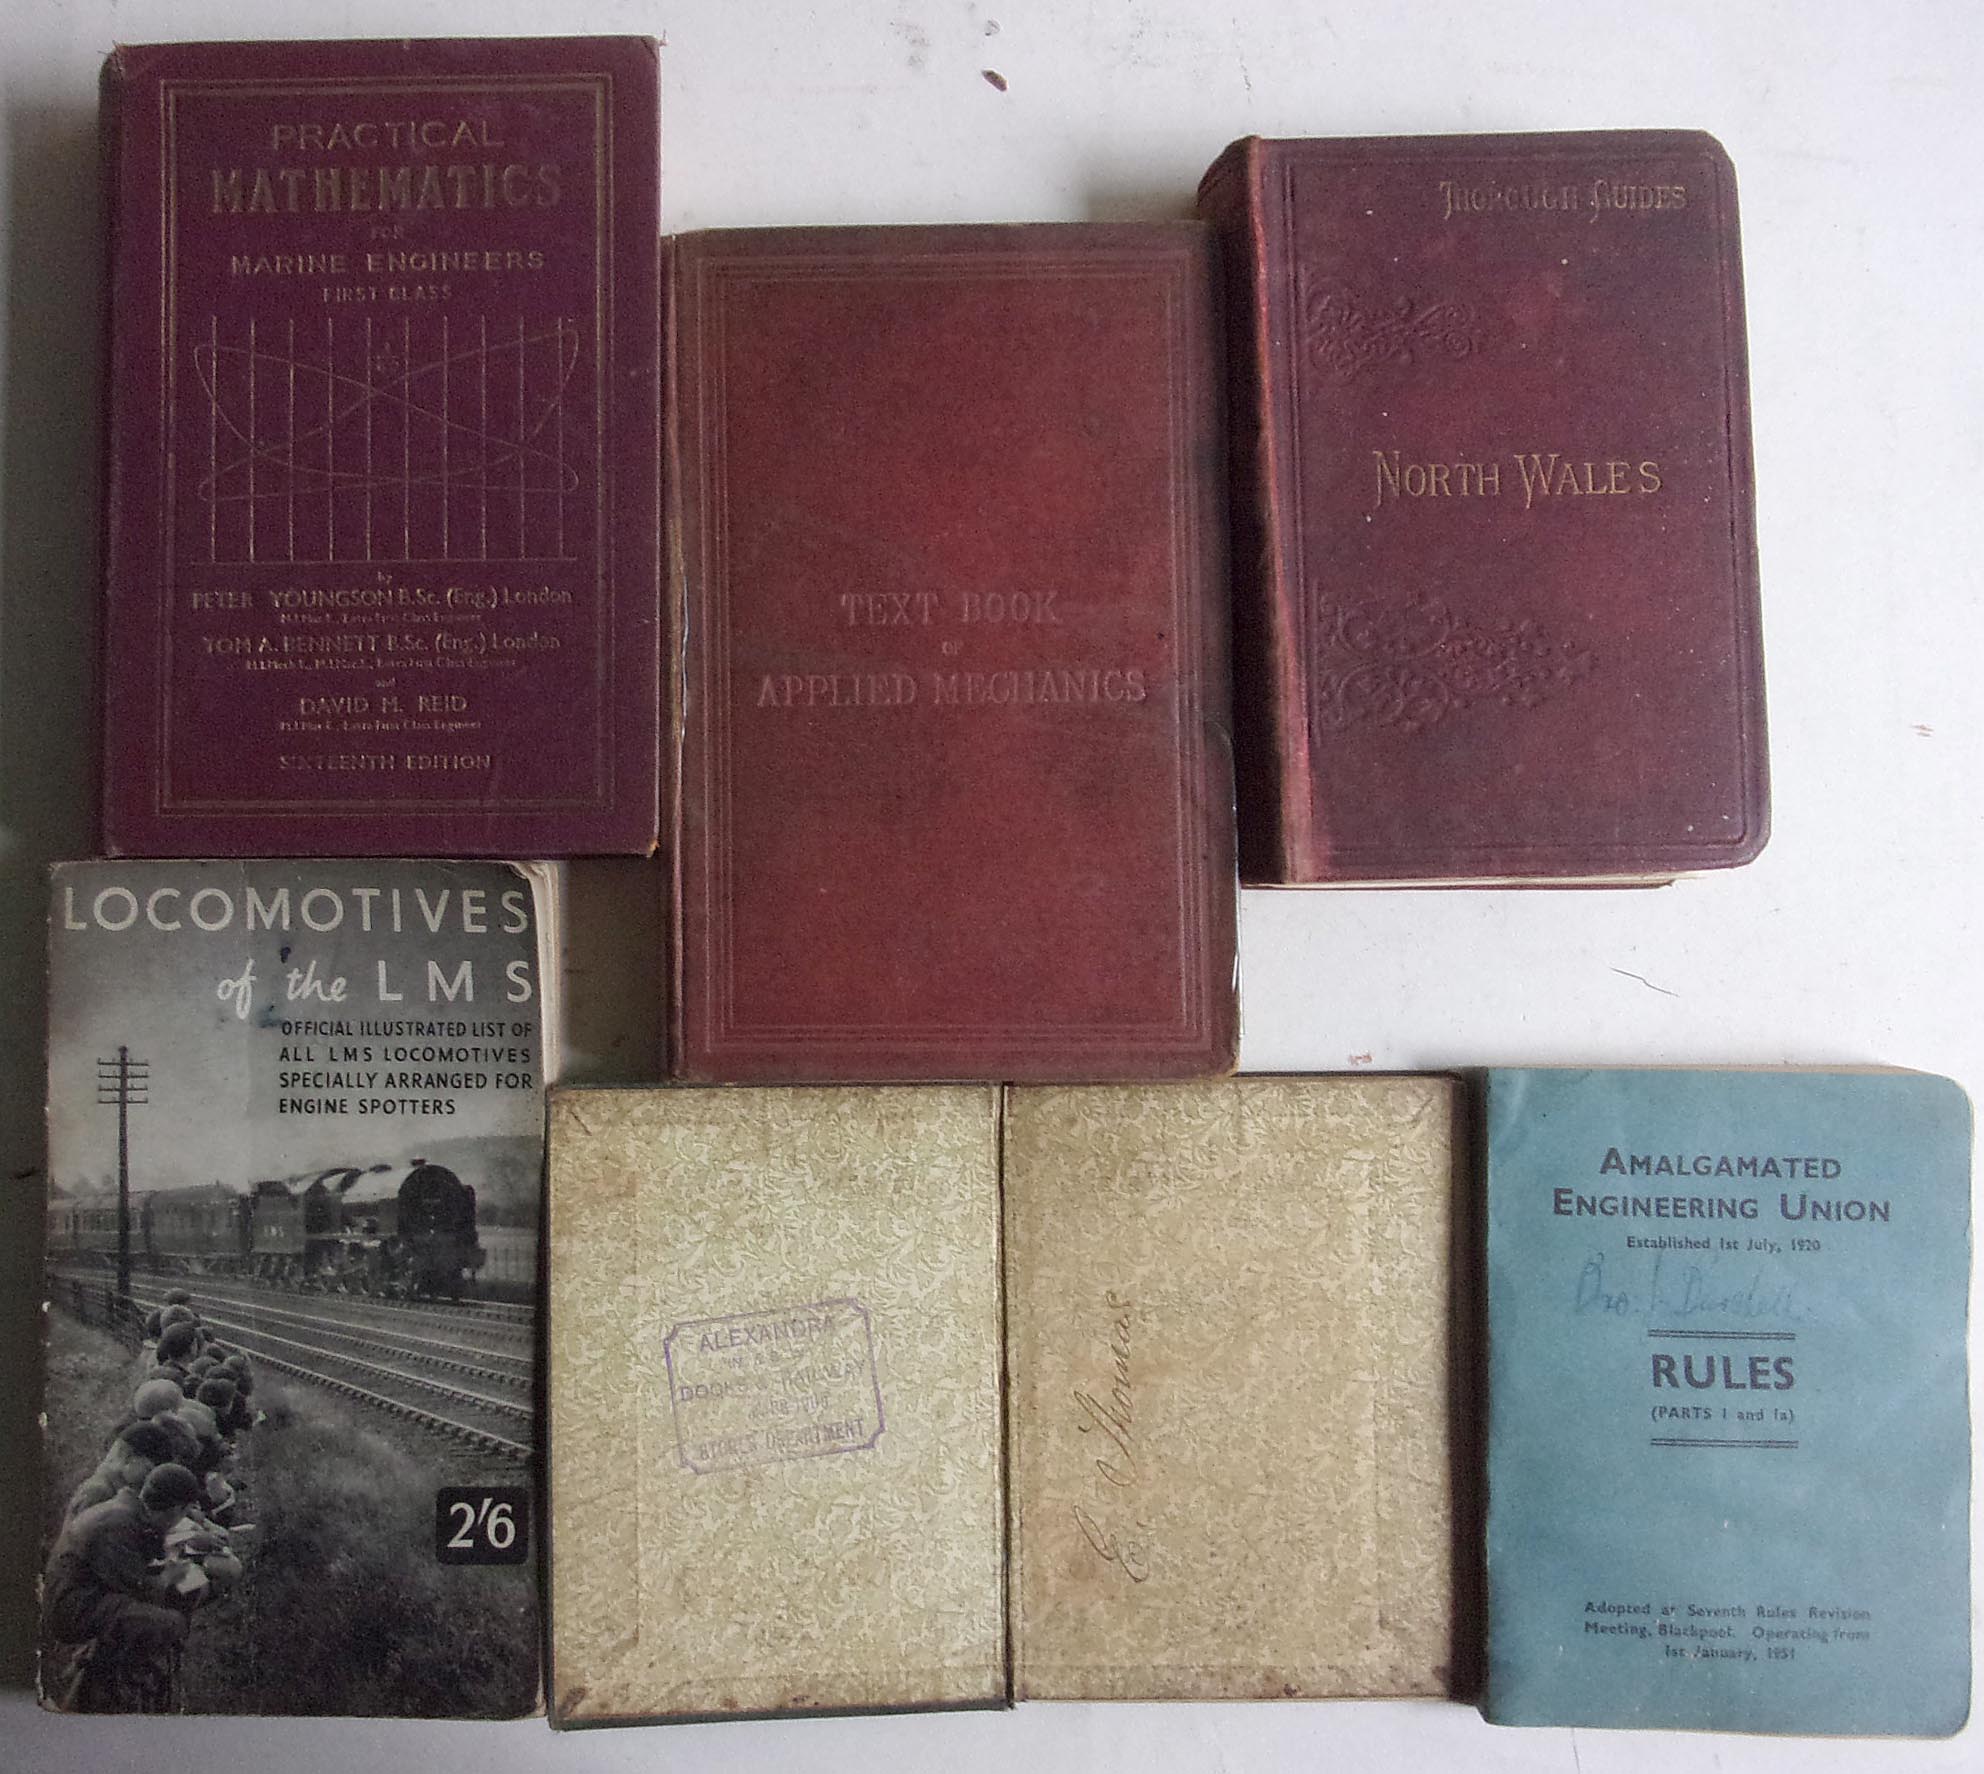 PRACTICAL
MATHEMATICS
FOR
MARINE ENGINEERS
FIRST CLASS
by
PETER YOUNGSON B.Sc. (Eng.) London
TOM A. BENNETT B.Sc. (Eng.) London
and
DAVID M. REID
SIXTEENTH EDITION
TEXT BOOK
OF
APPLIED MECHANICS
THOROUGH GUIDES
NORTH WALES
LOCOMOTIVES
of the LMS
OFFICIAL ILLUSTRATED LIST OF
ALL LMS LOCOMOTIVES
SPECIALLY ARRANGED FOR
ENGINE SPOTTERS
2'6
ALEXANDRA
DOCKS & RAILWAY
STORES DEPARTMENT
E. Thomas
AMALGAMATED
ENGINEERING UNION
Established 1st July, 1920
RULES
(PARTS I and Ia)
Adopted at Seventh Rules Revision
Meeting, Blackpool. Operating from
1st January, 1951